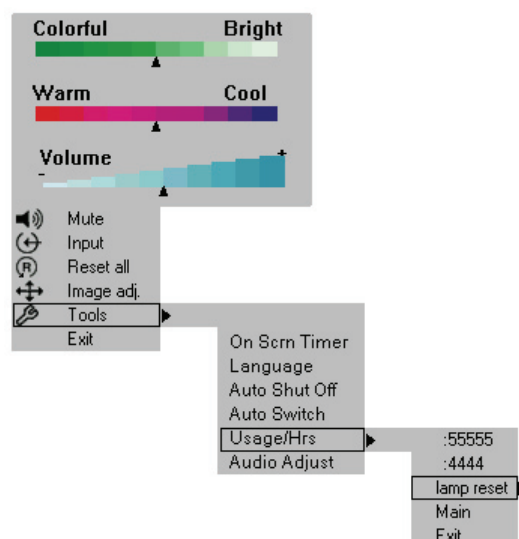 Colorful Bright
Warm Cool
Volume
- +
Mute
Input
R Reset all
Image adj.
Tools
Exit
On Scrn Timer
Language
Auto Shut Off
Auto Switch
Usage/Hrs
Audio Adjust
:55555
:4444
lamp reset
Main
Exit